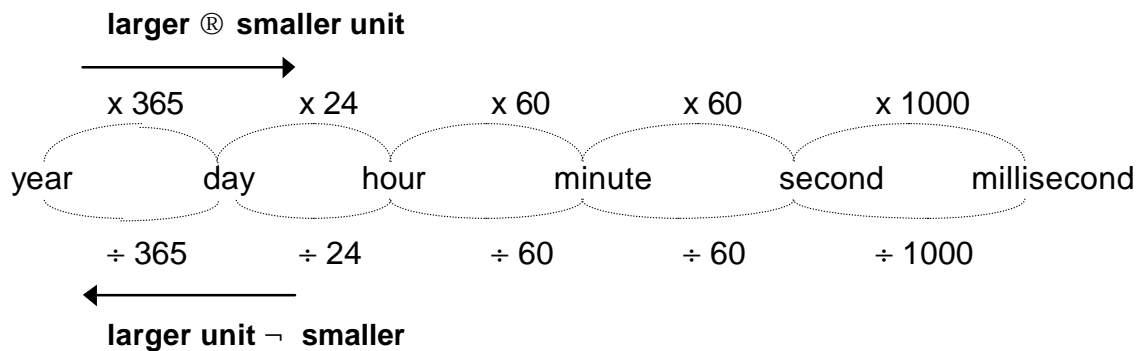 larger ® smaller unit
x 365 x 24 x 60 x 60 x 1000
year day hour minute second millisecond
÷ 365 ÷ 24 ÷ 60 ÷ 60 ÷ 1000
larger unit ¬ smaller